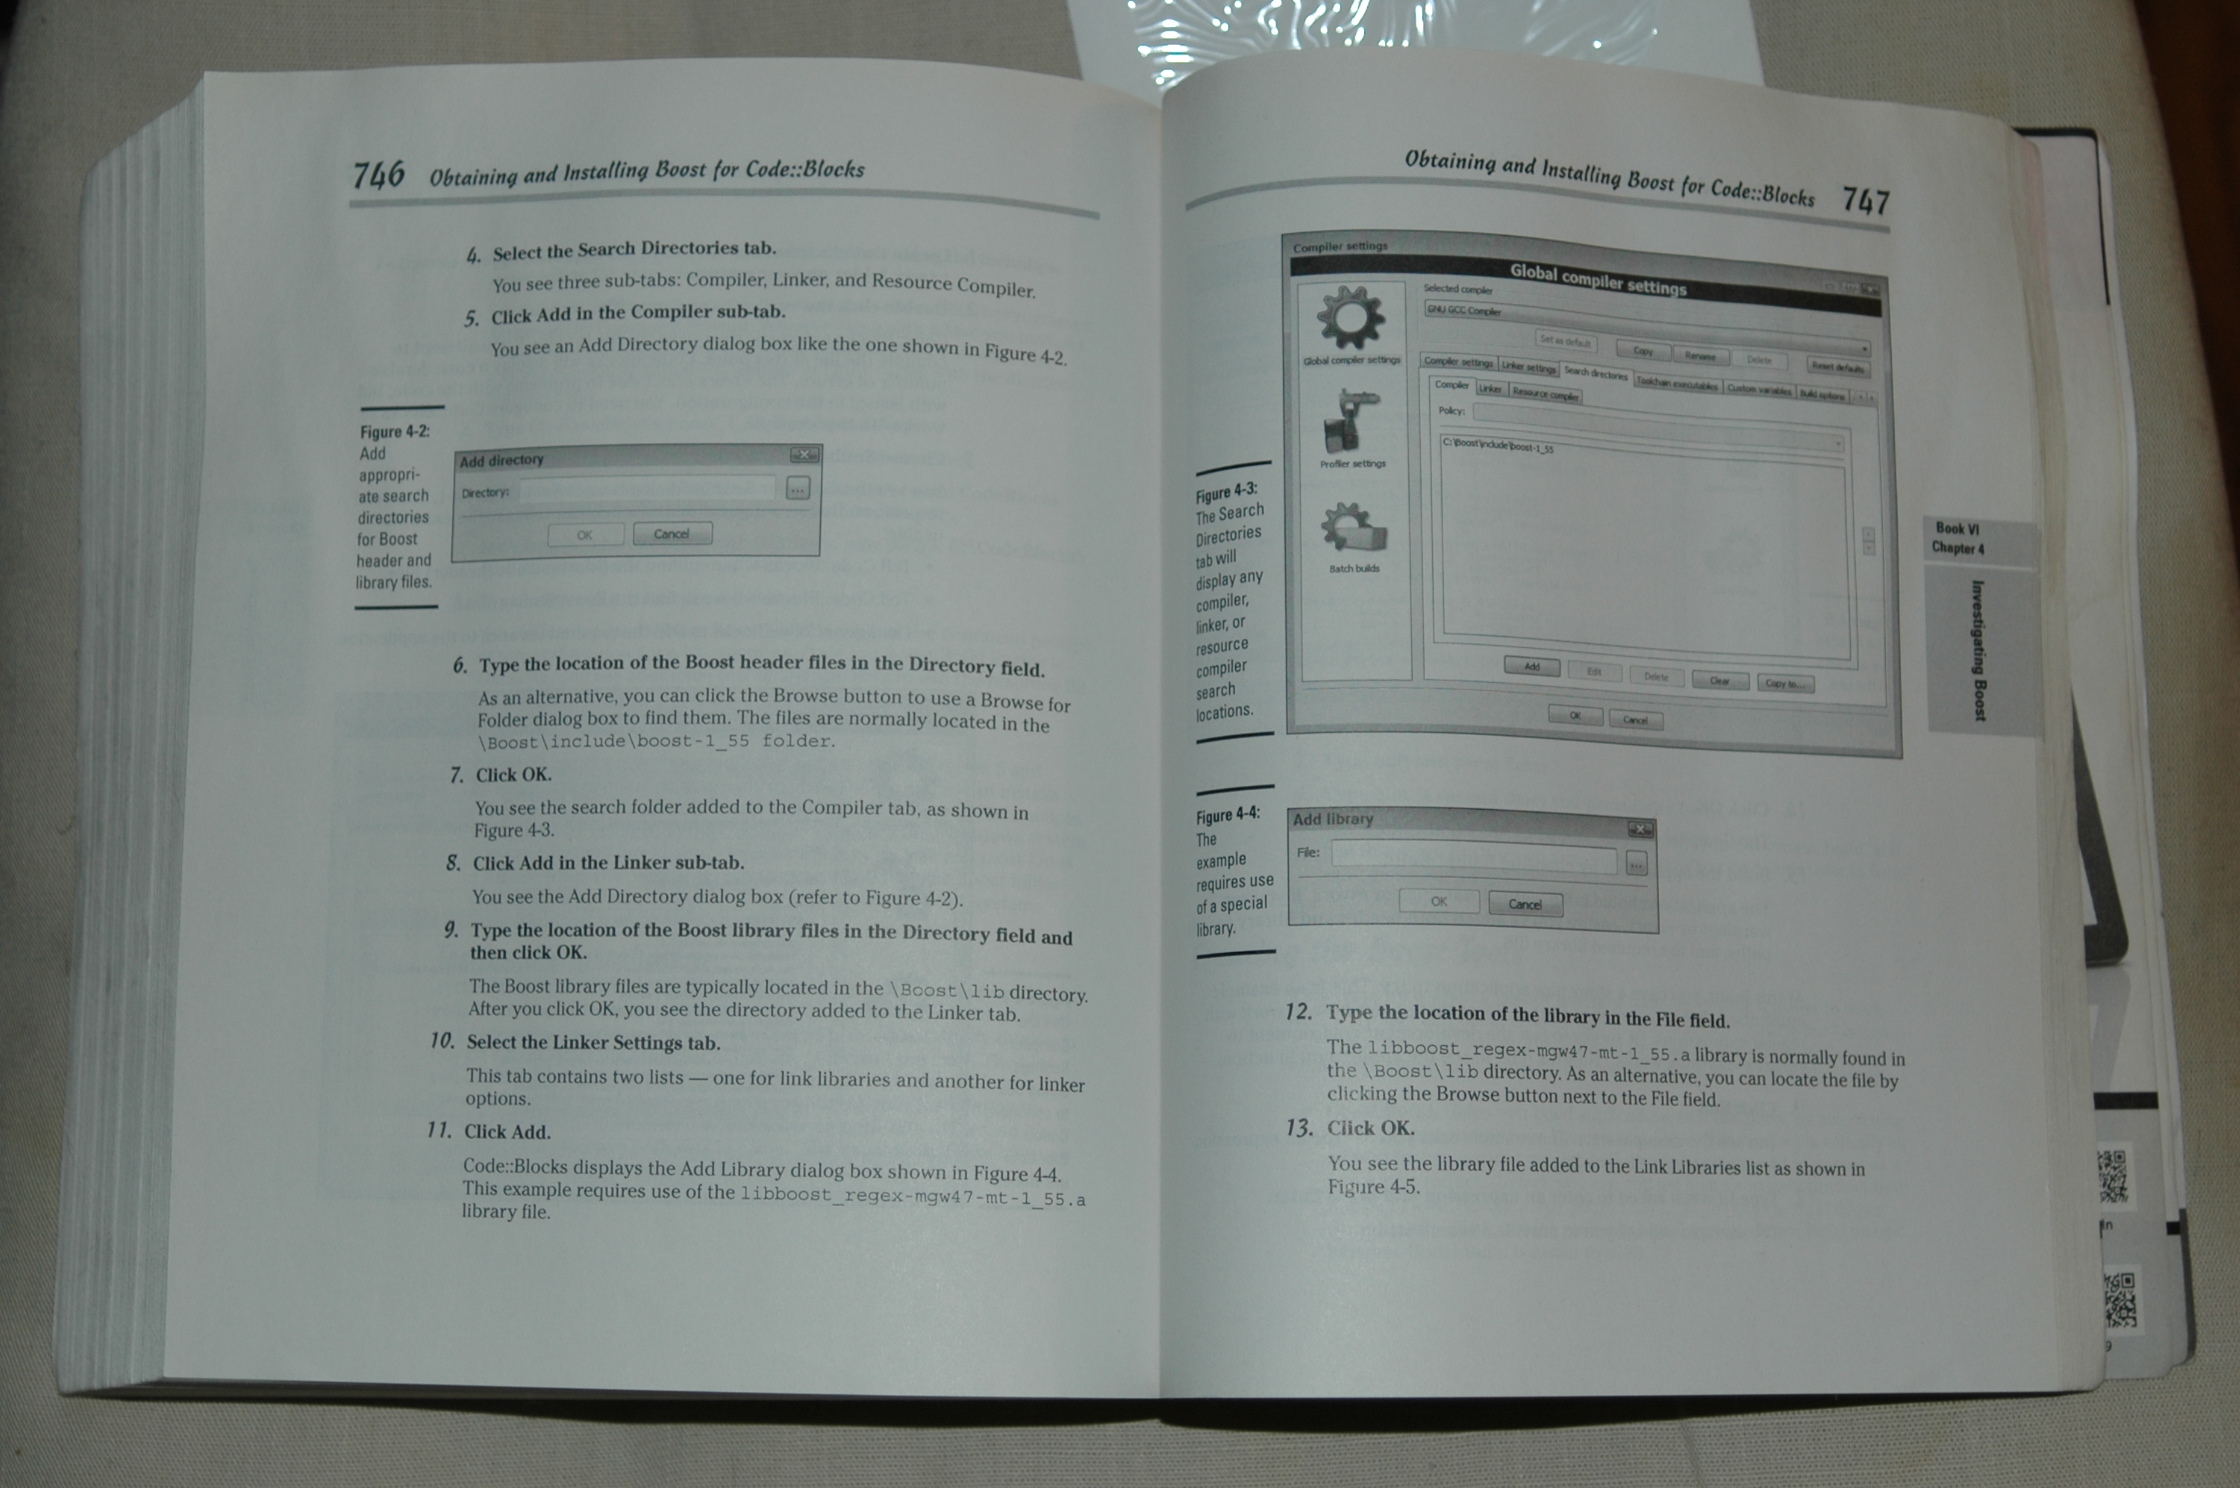 746 Obtaining and Installing Boost for Code::Blocks
4. Select the Search Directories tab.
You see three sub-tabs: Compiler, Linker, and Resource Compiler.
5. Click Add in the Compiler sub-tab.
You see an Add Directory dialog box like the one shown in Figure 4-2.
Figure 4-2:
Add
appropri-
ate search
directories
for Boost
header and
library files.
Add directory
Directory:
...
OK Cancel
6. Type the location of the Boost header files in the Directory field.
As an alternative, you can click the Browse button to use a Browse for
Folder dialog box to find them. The files are normally located in the
\Boost\include\boost-1_55 folder.
7. Click OK.
You see the search folder added to the Compiler tab, as shown in
Figure 4-3.
8. Click Add in the Linker sub-tab.
You see the Add Directory dialog box (refer to Figure 4-2).
9. Type the location of the Boost library files in the Directory field and
then click OK.
The Boost library files are typically located in the \Boost\lib directory.
After you click OK, you see the directory added to the Linker tab.
10. Select the Linker Settings tab.
This tab contains two lists — one for link libraries and another for linker
options.
11. Click Add.
Code::Blocks displays the Add Library dialog box shown in Figure 4-4.
This example requires use of the libboost_regex-mgw47-mt-1_55.a
library file.
Obtaining and Installing Boost for Code::Blocks 747
Compiler settings
Global compiler settings
Selected compiler
GNU GCC Compiler
Set as default Copy Rename Delete Reset defaults
Global compiler settings
Compiler settings Linker settings Search directories Toolchain executables Custom variables Build options
Compiler Linker Resource compiler
Policy:
C:\Boost\include\boost-1_55
Profiler settings
Batch builds
Add Edit Delete Clear Copy to...
OK Cancel
Figure 4-3:
The Search
Directories
tab will
display any
compiler,
linker, or
resource
compiler
search
locations.
Book VI
Chapter 4
Investigating Boost
Figure 4-4:
The
example
requires use
of a special
library.
Add library
File:
...
OK Cancel
12. Type the location of the library in the File field.
The libboost_regex-mgw47-mt-1_55.a library is normally found in
the \Boost\lib directory. As an alternative, you can locate the file by
clicking the Browse button next to the File field.
13. Click OK.
You see the library file added to the Link Libraries list as shown in
Figure 4-5.